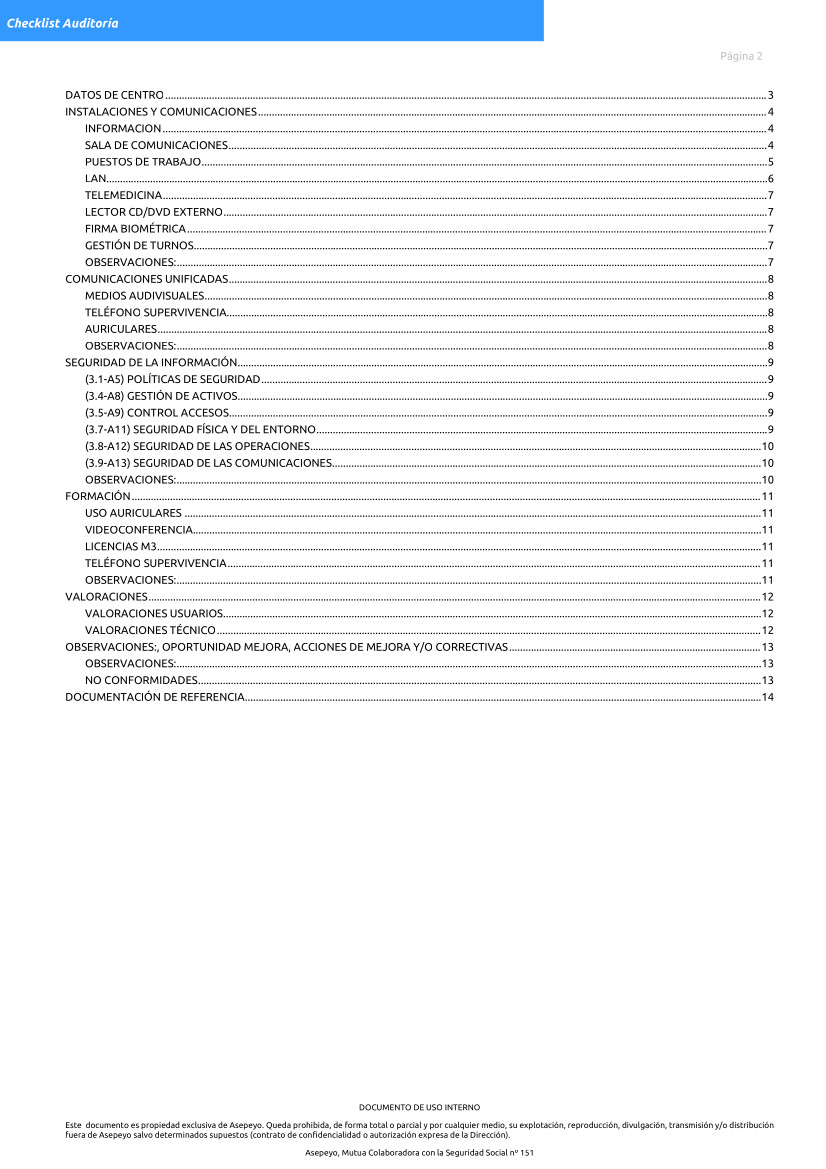 Checklist Auditoría
Página 2
DATOS DE CENTRO 3
INSTALACIONES Y COMUNICACIONES 4
INFORMACION 4
SALA DE COMUNICACIONES 4
PUESTOS DE TRABAJO 5
LAN 6
TELEMEDICINA 7
LECTOR CD/DVD EXTERNO 7
FIRMA BIOMÉTRICA 7
GESTIÓN DE TURNOS 7
OBSERVACIONES: 7
COMUNICACIONES UNIFICADAS 8
MEDIOS AUDIVISUALES 8
TELÉFONO SUPERVIVENCIA 8
AURICULARES 8
OBSERVACIONES: 8
SEGURIDAD DE LA INFORMACIÓN 9
(3.1-A5) POLÍTICAS DE SEGURIDAD 9
(3.4-A8) GESTIÓN DE ACTIVOS 9
(3.5-A9) CONTROL ACCESOS 9
(3.7-A11) SEGURIDAD FÍSICA Y DEL ENTORNO 9
(3.8-A12) SEGURIDAD DE LAS OPERACIONES 10
(3.9-A13) SEGURIDAD DE LAS COMUNICACIONES 10
OBSERVACIONES: 10
FORMACIÓN 11
USO AURICULARES 11
VIDEOCONFERENCIA 11
LICENCIAS M3 11
TELÉFONO SUPERVIVENCIA 11
OBSERVACIONES: 11
VALORACIONES 12
VALORACIONES USUARIOS 12
VALORACIONES TÉCNICO 12
OBSERVACIONES:, OPORTUNIDAD MEJORA, ACCIONES DE MEJORA Y/O CORRECTIVAS 13
OBSERVACIONES: 13
NO CONFORMIDADES 13
DOCUMENTACIÓN DE REFERENCIA 14
DOCUMENTO DE USO INTERNO
Este documento es propiedad exclusiva de Asepeyo. Queda prohibida, de forma total o parcial y por cualquier medio, su explotación, reproducción, divulgación, transmisión y/o distribución
fuera de Asepeyo salvo determinados supuestos (contrato de confidencialidad o autorización expresa de la Dirección).
Asepeyo, Mutua Colaboradora con la Seguridad Social nº 151